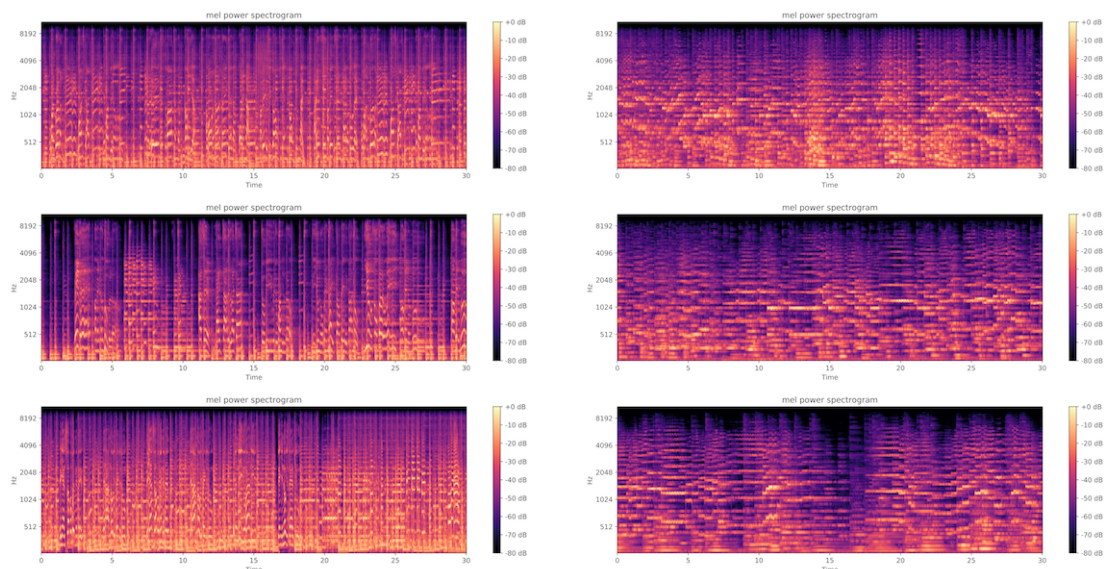 mel power spectrogram
8192
4096
2048
1024
512
Hz
0 5 10 15 20 25 30
Time
+0 dB
-10 dB
-20 dB
-30 dB
-40 dB
-50 dB
-60 dB
-70 dB
-80 dB
mel power spectrogram
8192
4096
2048
1024
512
Hz
0 5 10 15 20 25 30
Time
+0 dB
-10 dB
-20 dB
-30 dB
-40 dB
-50 dB
-60 dB
-70 dB
-80 dB
mel power spectrogram
8192
4096
2048
1024
512
Hz
0 5 10 15 20 25 30
Time
+0 dB
-10 dB
-20 dB
-30 dB
-40 dB
-50 dB
-60 dB
-70 dB
-80 dB
mel power spectrogram
8192
4096
2048
1024
512
Hz
0 5 10 15 20 25 30
Time
+0 dB
-10 dB
-20 dB
-30 dB
-40 dB
-50 dB
-60 dB
-70 dB
-80 dB
mel power spectrogram
8192
4096
2048
1024
512
Hz
0 5 10 15 20 25 30
Time
+0 dB
-10 dB
-20 dB
-30 dB
-40 dB
-50 dB
-60 dB
-70 dB
-80 dB
mel power spectrogram
8192
4096
2048
1024
512
Hz
0 5 10 15 20 25 30
Time
+0 dB
-10 dB
-20 dB
-30 dB
-40 dB
-50 dB
-60 dB
-70 dB
-80 dB